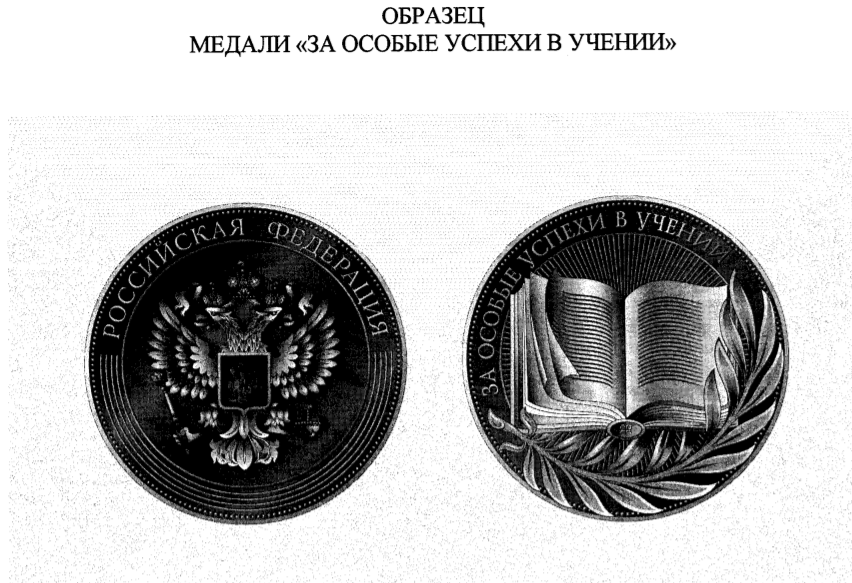 ОБРАЗЕЦ
МЕДАЛИ «ЗА ОСОБЫЕ УСПЕХИ В УЧЕНИИ»
РОССИЙСКАЯ ФЕДЕРАЦИЯ
ЗА ОСОБЫЕ УСПЕХИ В УЧЕНИИ